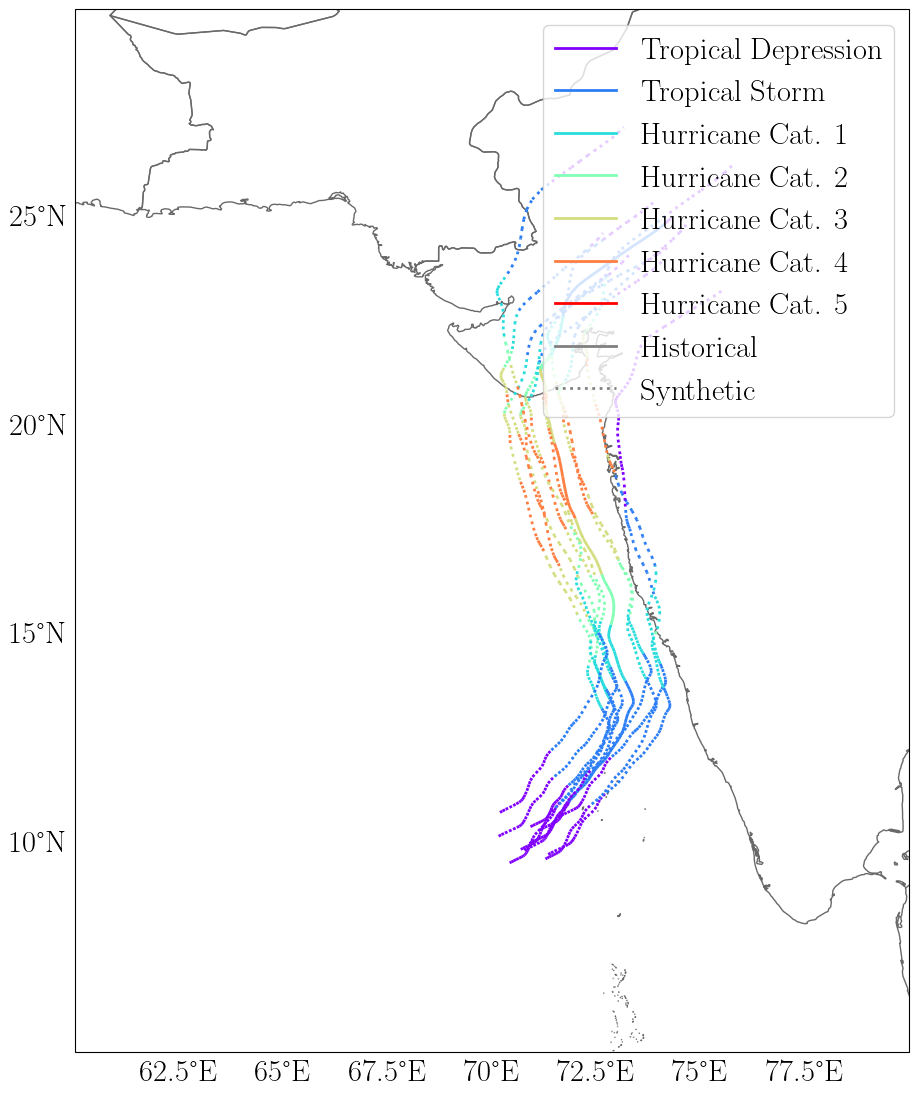 Tropical Depression
Tropical Storm
Hurricane Cat. 1
Hurricane Cat. 2
Hurricane Cat. 3
Hurricane Cat. 4
Hurricane Cat. 5
Historical
Synthetic
25°N
20°N
15°N
10°N
62.5°E 65°E 67.5°E 70°E 72.5°E 75°E 77.5°E